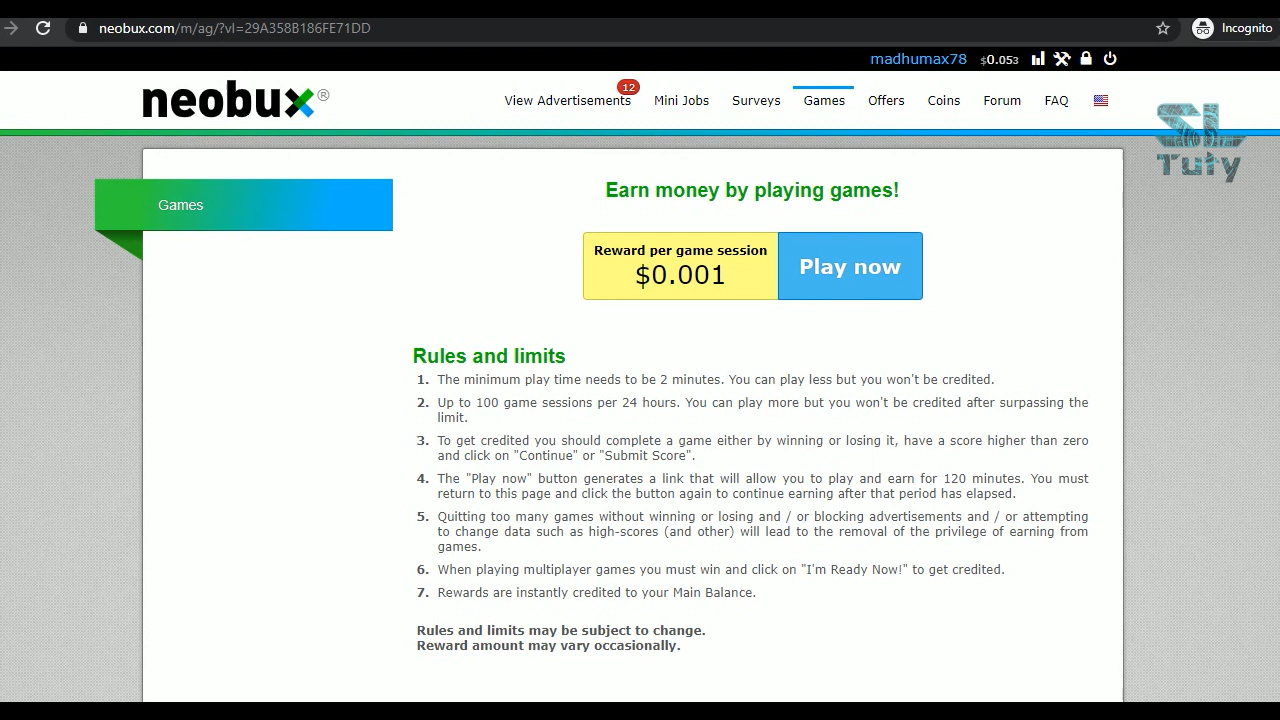 neobux.com/m/ag/?vl=29A358B186FE71DD
Incognito
madhumax78 $0.053
neobux®
View Advertisements 12 Mini Jobs Surveys Games Offers Coins Forum FAQ
SL
Tuty
Games
Earn money by playing games!
Reward per game session
$0.001
Play now
Rules and limits
1. The minimum play time needs to be 2 minutes. You can play less but you won't be credited.
2. Up to 100 game sessions per 24 hours. You can play more but you won't be credited after surpassing the
limit.
3. To get credited you should complete a game either by winning or losing it, have a score higher than zero
and click on "Continue" or "Submit Score".
4. The "Play now" button generates a link that will allow you to play and earn for 120 minutes. You must
return to this page and click the button again to continue earning after that period has elapsed.
5. Quitting too many games without winning or losing and / or blocking advertisements and / or attempting
to change data such as high-scores (and other) will lead to the removal of the privilege of earning from
games.
6. When playing multiplayer games you must win and click on "I'm Ready Now!" to get credited.
7. Rewards are instantly credited to your Main Balance.
Rules and limits may be subject to change.
Reward amount may vary occasionally.